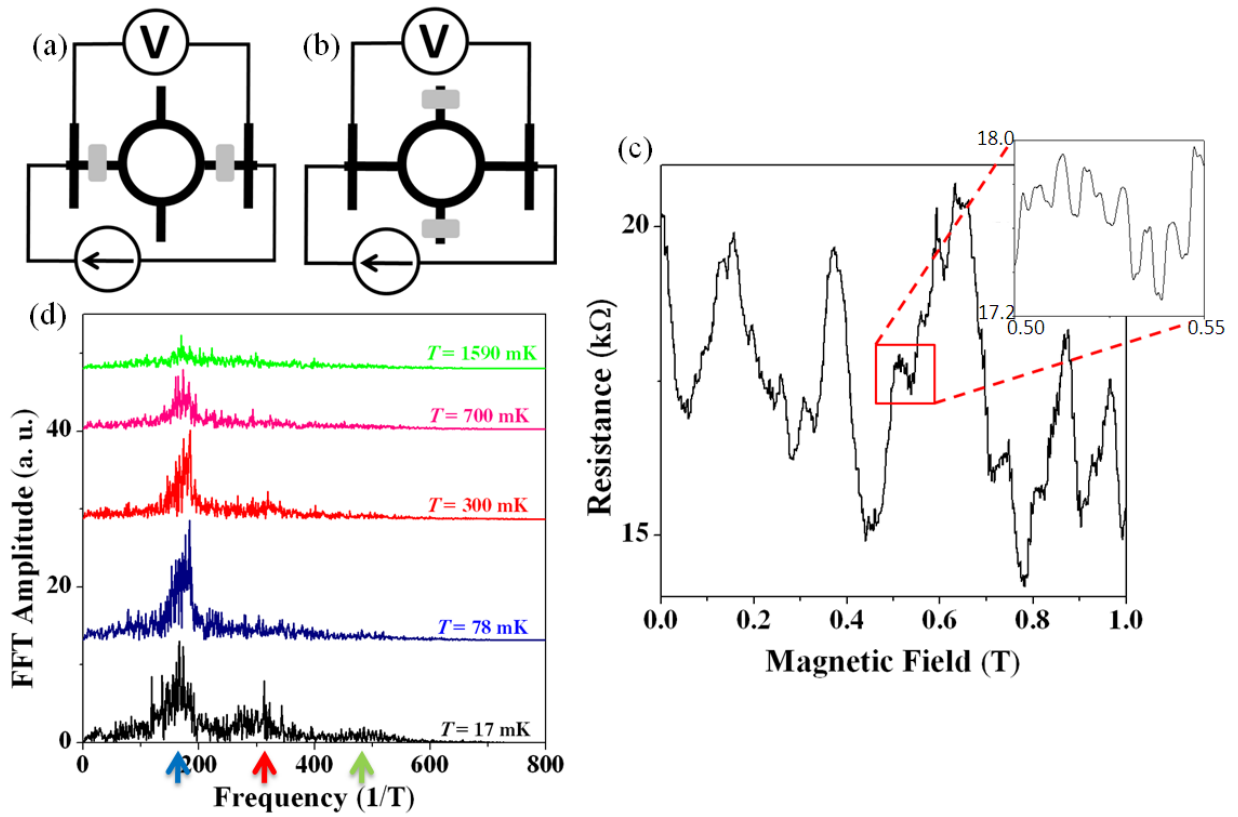 (a)
V
(b)
V
(c)
20
15
Resistance (kΩ)
0.0 0.2 0.4 0.6 0.8 1.0
Magnetic Field (T)
18.0
17.2
0.50 0.55
(d)
T = 1590 mK
T = 700 mK
T = 300 mK
T = 78 mK
T = 17 mK
40
20
0
FFT Amplitude (a. u.)
0 200 400 600 800
Frequency (1/T)